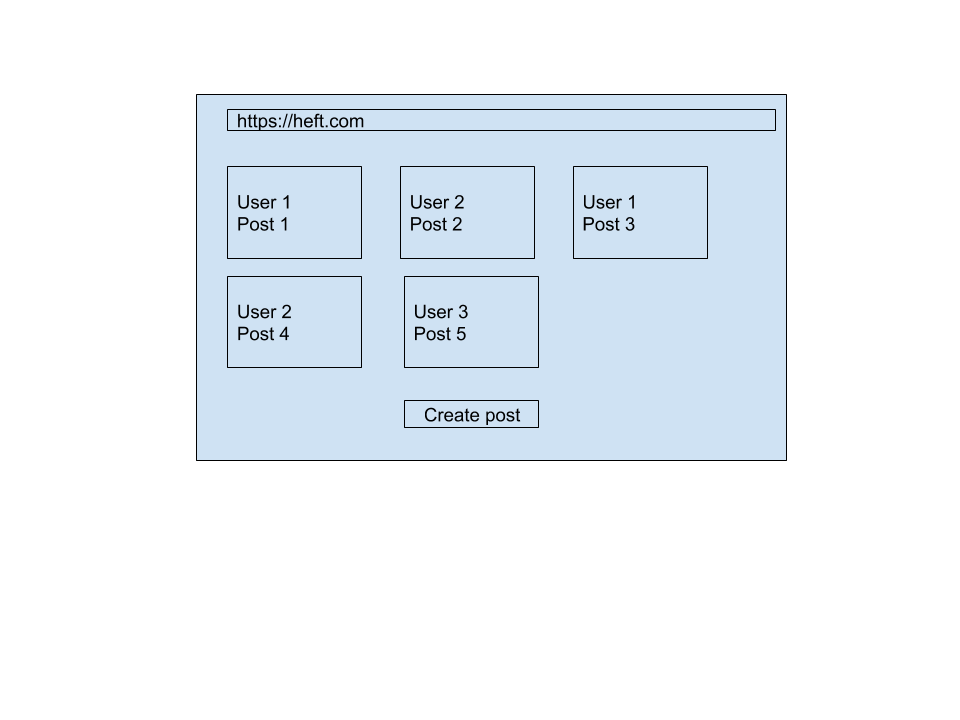 https://heft.com
User 1
Post 1
User 2
Post 2
User 1
Post 3
User 2
Post 4
User 3
Post 5
Create post